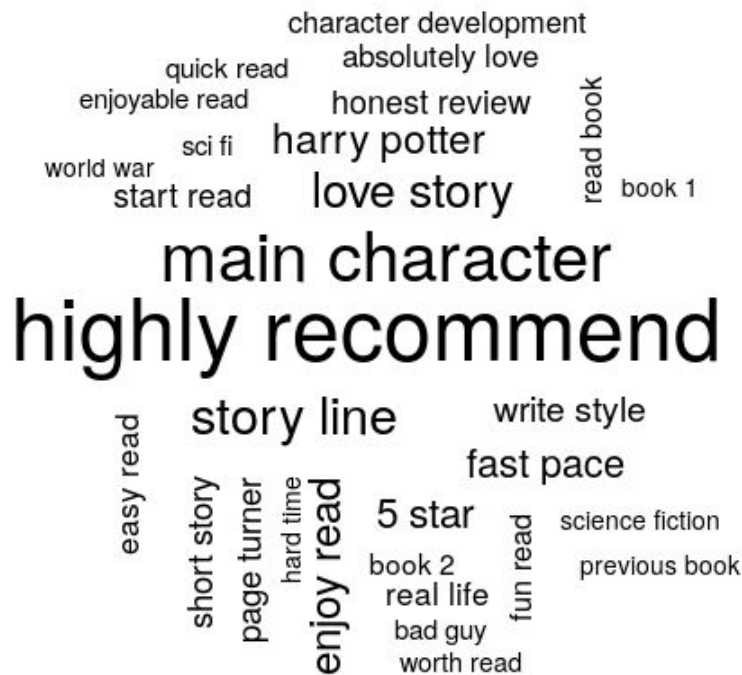 character development
absolutely love
quick read
enjoyable read
honest review
read book
harry potter
sci fi
world war
start read
love story
book 1
main character
highly recommend
story line
write style
easy read
fast pace
short story
page turner
hard time
enjoy read
5 star
fun read
science fiction
book 2
previous book
real life
bad guy
worth read